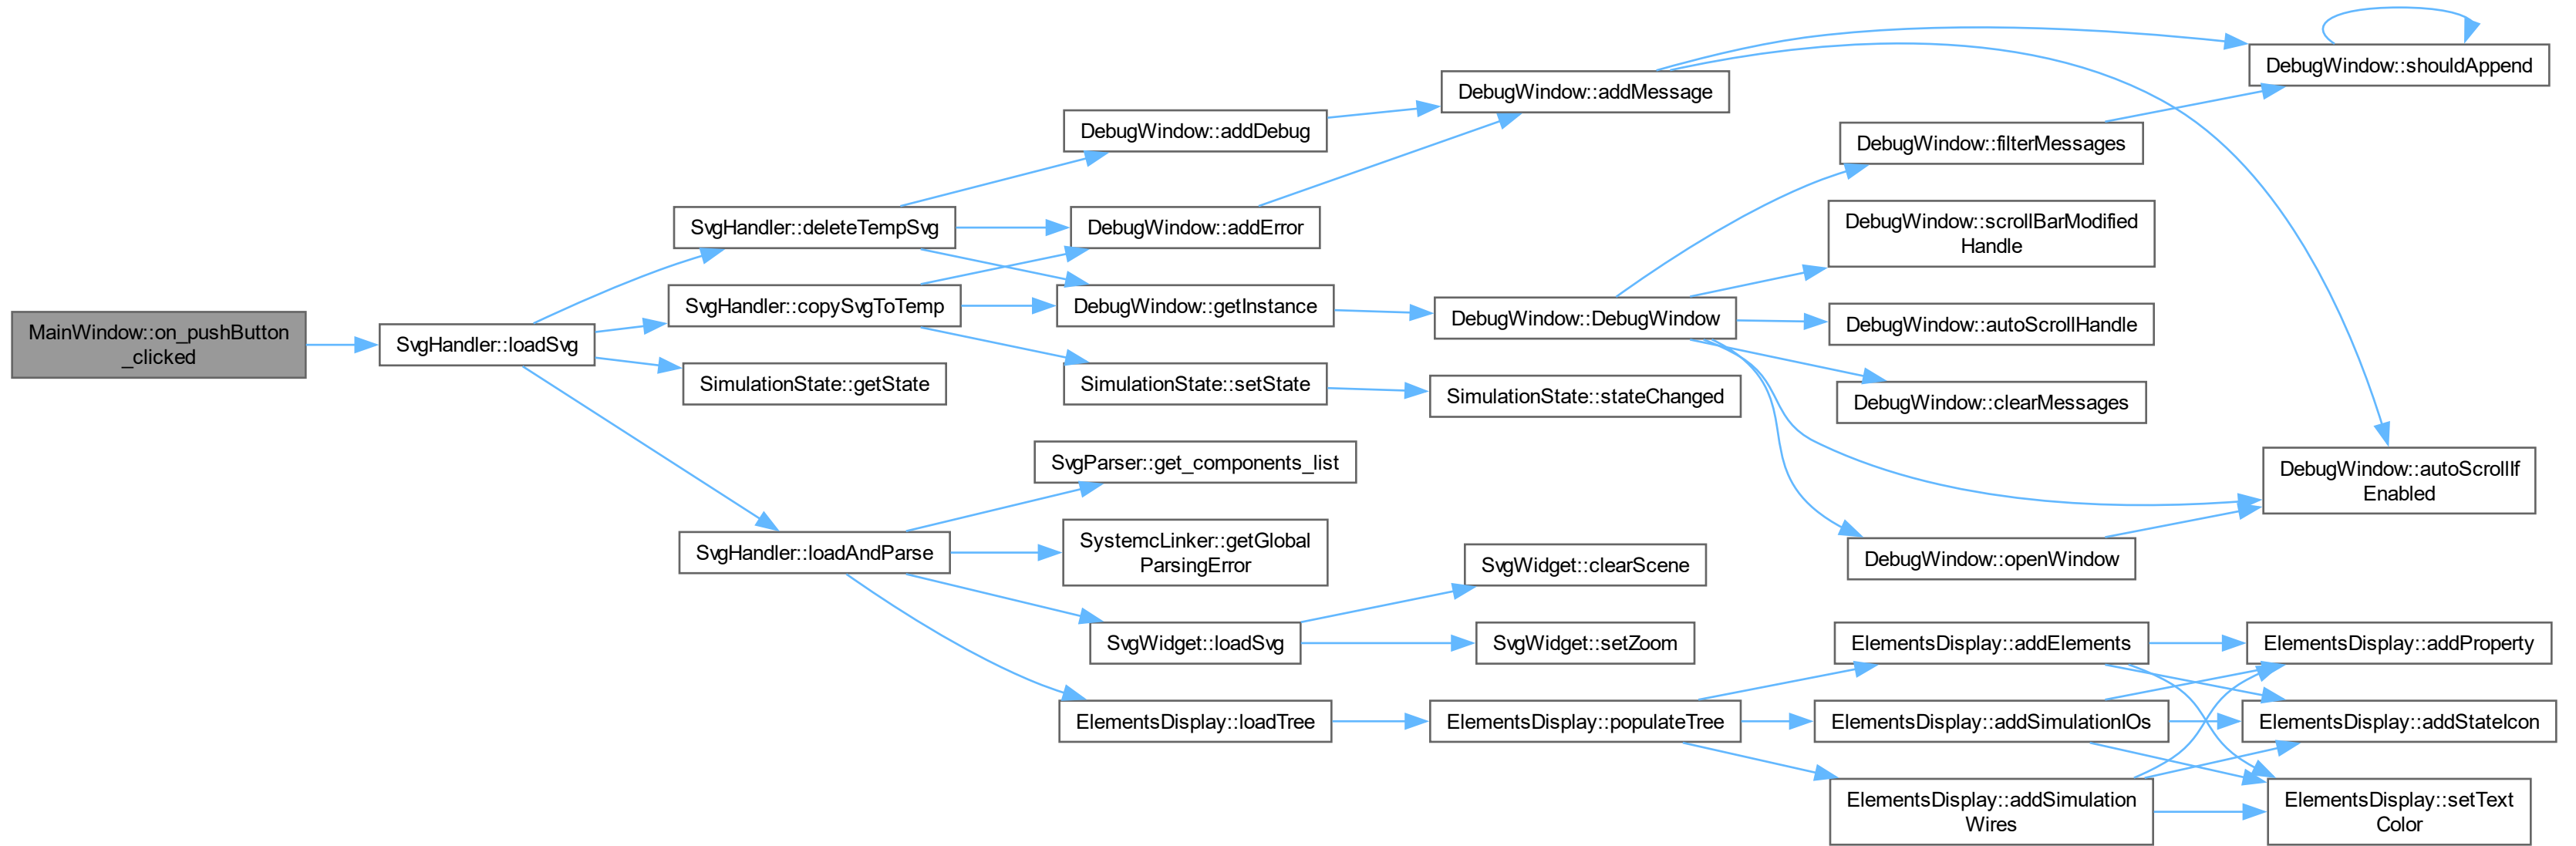 MainWindow::on_pushButton
_clicked
SvgHandler::loadSvg
SvgHandler::deleteTempSvg
SvgHandler::copySvgToTemp
SimulationState::getState
SvgHandler::loadAndParse
DebugWindow::addDebug
DebugWindow::addError
DebugWindow::getInstance
SimulationState::setState
SvgParser::get_components_list
SystemcLinker::getGlobal
ParsingError
SvgWidget::loadSvg
ElementsDisplay::loadTree
DebugWindow::addMessage
DebugWindow::DebugWindow
SimulationState::stateChanged
SvgWidget::clearScene
SvgWidget::setZoom
ElementsDisplay::populateTree
DebugWindow::filterMessages
DebugWindow::scrollBarModified
Handle
DebugWindow::autoScrollHandle
DebugWindow::clearMessages
DebugWindow::openWindow
ElementsDisplay::addElements
ElementsDisplay::addSimulationIOs
ElementsDisplay::addSimulation
Wires
DebugWindow::shouldAppend
DebugWindow::autoScrollIf
Enabled
ElementsDisplay::addProperty
ElementsDisplay::addStateIcon
ElementsDisplay::setText
Color